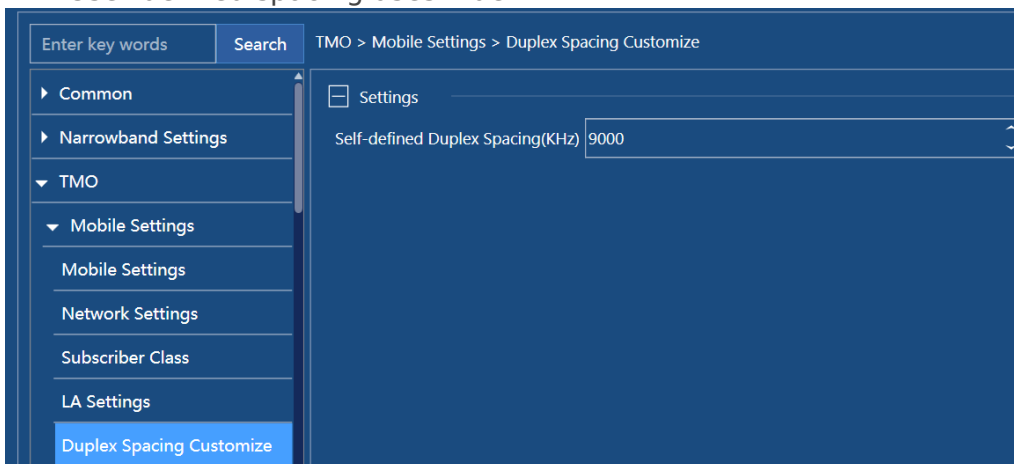 Enter key words
Search
TMO > Mobile Settings > Duplex Spacing Customize
Common
Settings
Narrowband Settings
Self-defined Duplex Spacing(KHz) 9000
TMO
Mobile Settings
Mobile Settings
Network Settings
Subscriber Class
LA Settings
Duplex Spacing Customize